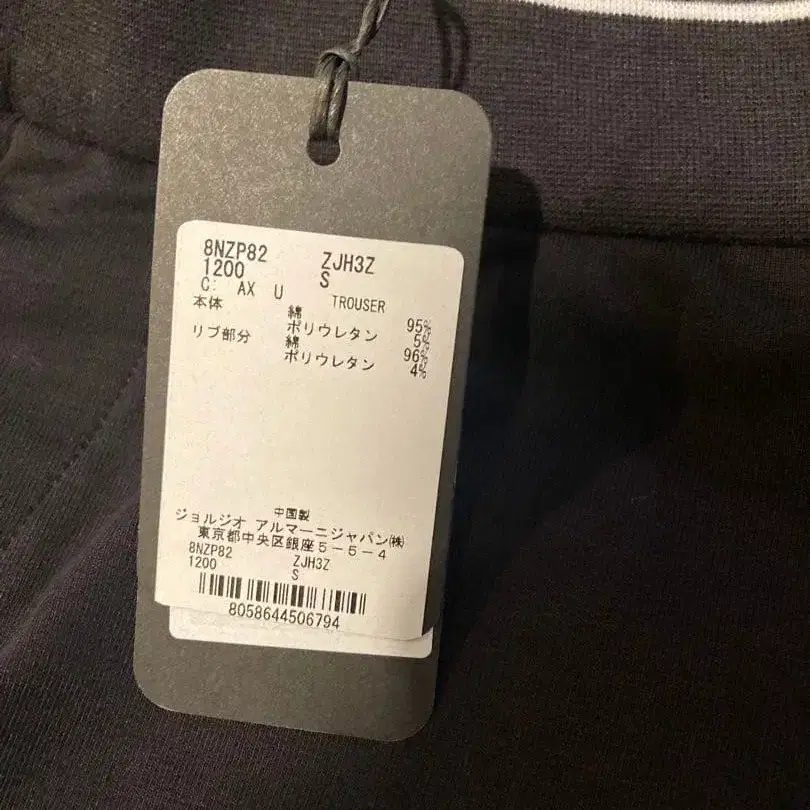 8NZP82 ZJH3Z
1200 S
C: AX U TROUSER
本体 綿 95%
ポリウレタン 5%
リブ部分 綿 96%
ポリウレタン 4%
中国製
ジョルジオ アルマーニジャパン㈱
東京都中央区銀座5-5-4
8NZP82 ZJH3Z
1200 S
8058644506794